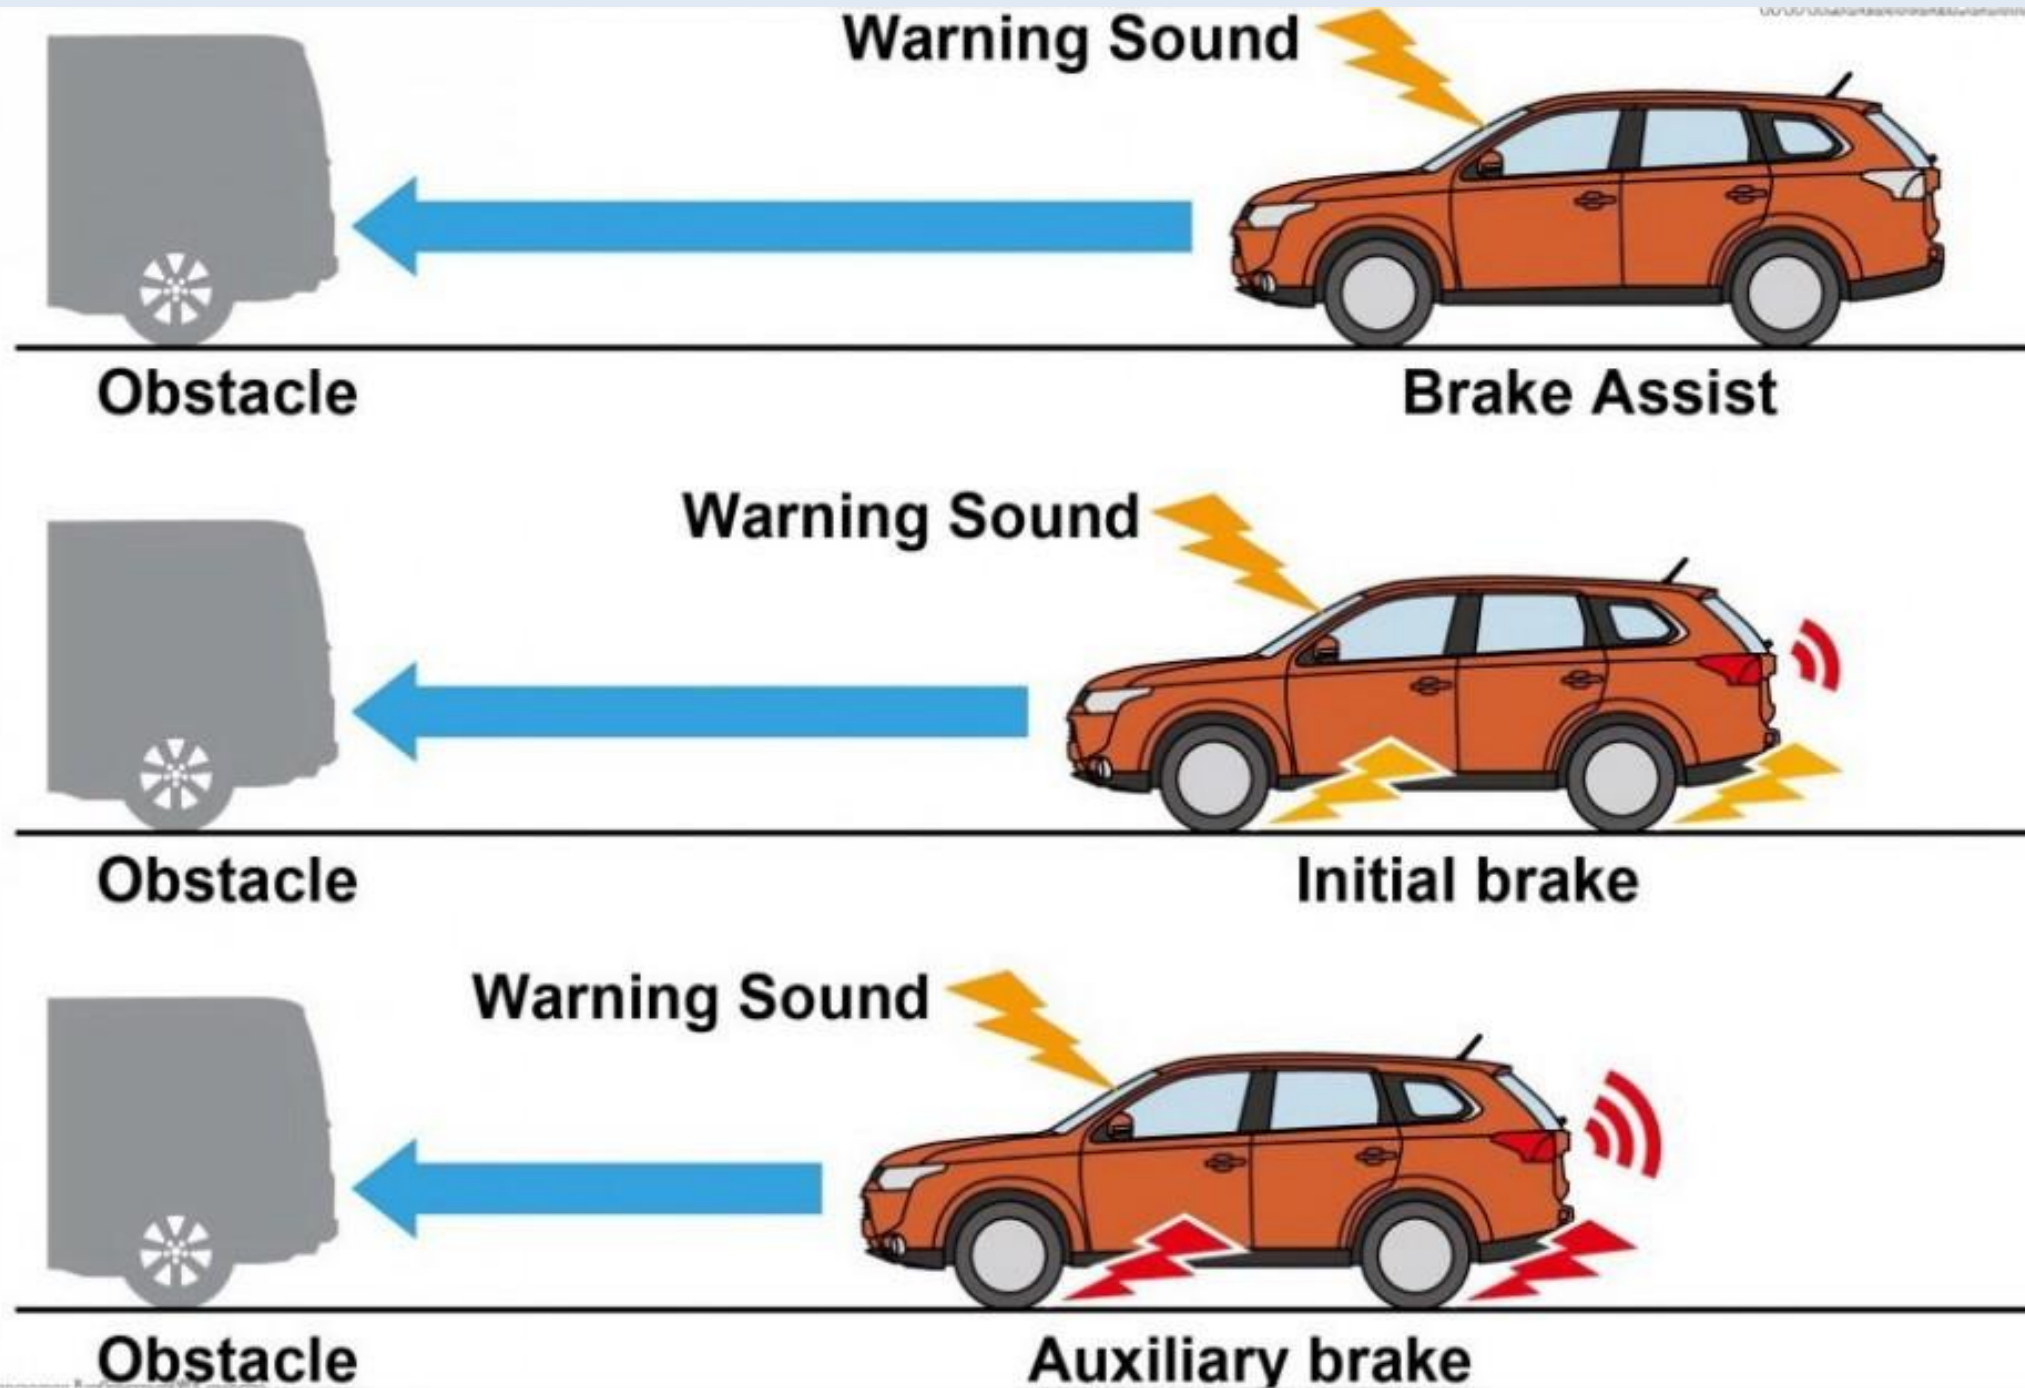 Warning Sound
Obstacle
Brake Assist
Warning Sound
Obstacle
Initial brake
Warning Sound
Obstacle
Auxiliary brake